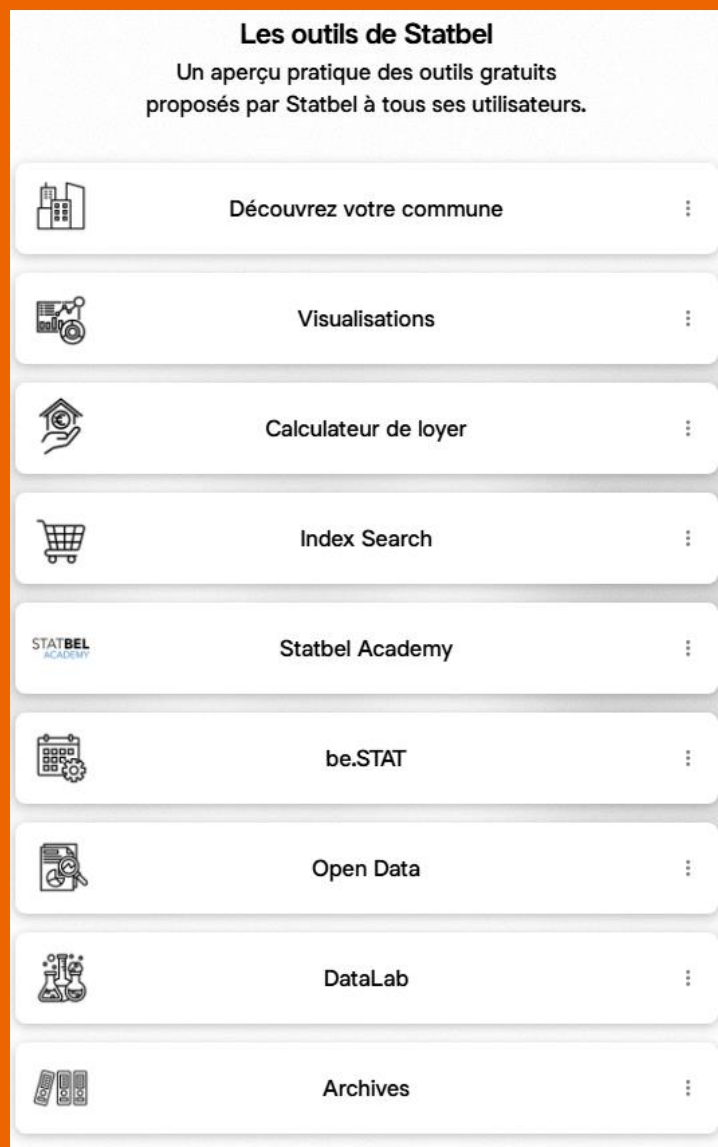 Les outils de Statbel
Un aperçu pratique des outils gratuits
proposés par Statbel à tous ses utilisateurs.
Découvrez votre commune
Visualisations
Calculateur de loyer
Index Search
STATBEL
ACADEMY
Statbel Academy
be.STAT
Open Data
DataLab
Archives